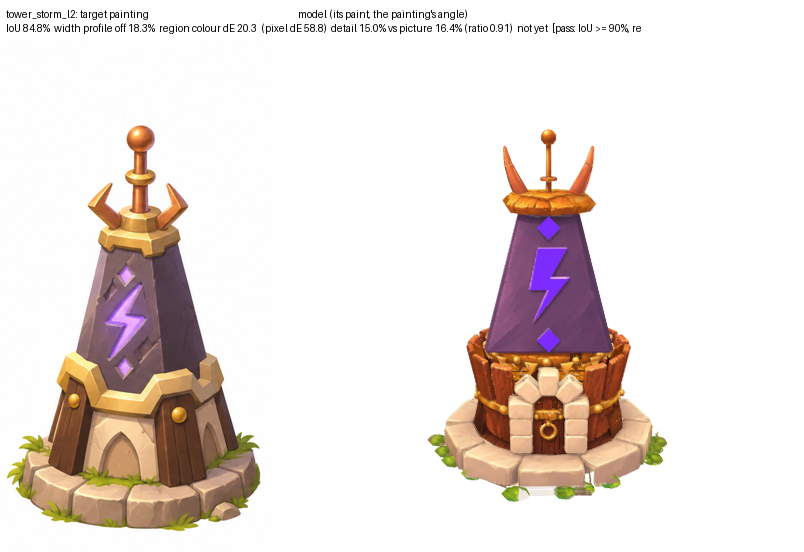 tower_storm_l2: target painting
model (its paint, the painting's angle)
IoU 84.8% width profile off 18.3% region colour dE 20.3 (pixel dE 58.8) detail 15.0% vs picture 16.4% (ratio 0.91) not yet [pass: IoU >= 90%, re